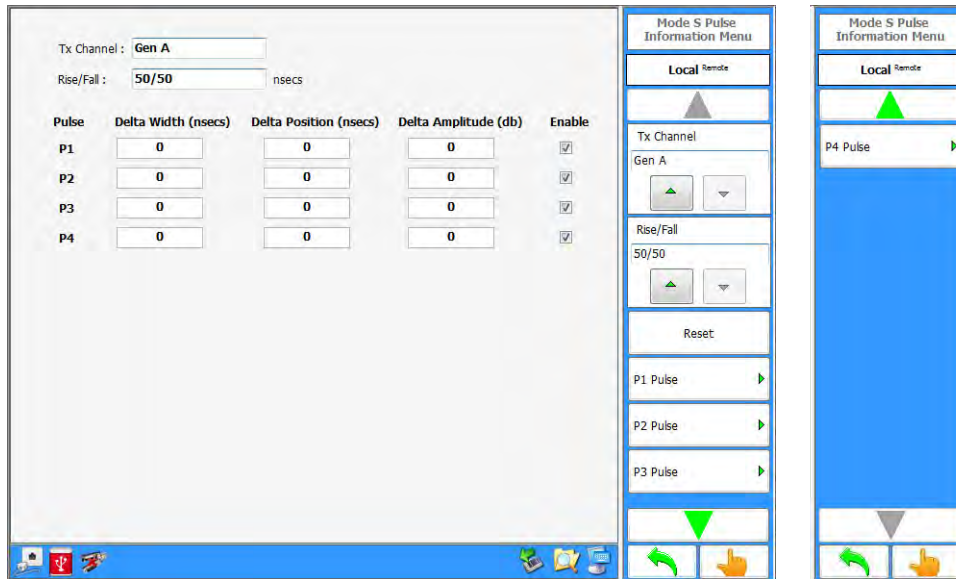 Tx Channel : Gen A
Rise/Fall : 50/50 nsecs
Pulse Delta Width (nsecs) Delta Position (nsecs) Delta Amplitude (db) Enable
P1 0 0 0
P2 0 0 0
P3 0 0 0
P4 0 0 0
Mode S Pulse
Information Menu
Local Remote
Tx Channel
Gen A
Rise/Fall
50/50
Reset
P1 Pulse
P2 Pulse
P3 Pulse
Mode S Pulse
Information Menu
Local Remote
P4 Pulse